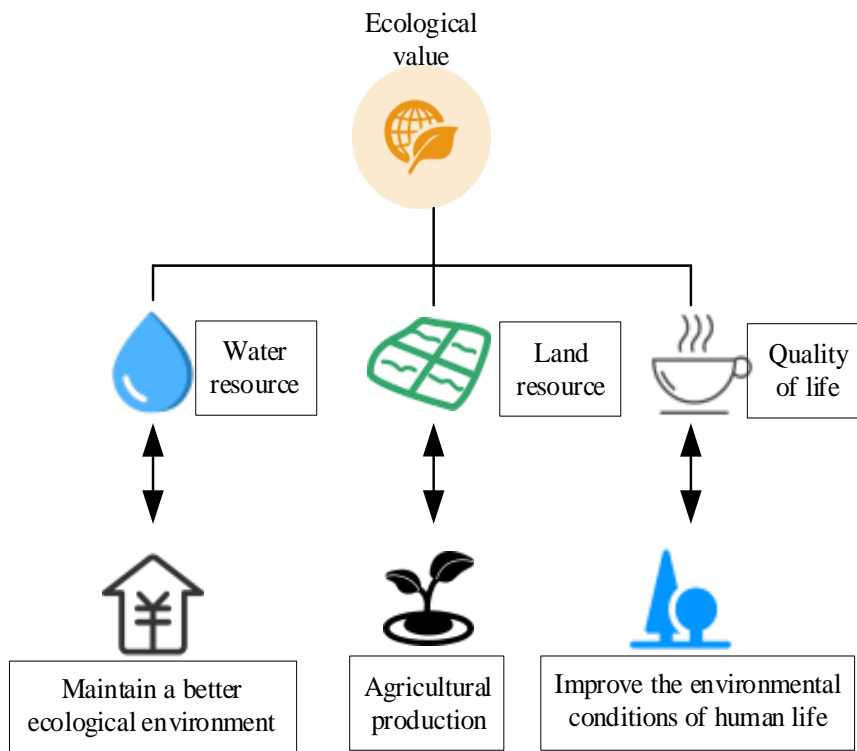 Ecological
value
Water
resource
Land
resource
Quality
of life
¥
Maintain a better
ecological environment
Agricultural
production
Improve the environmental
conditions of human life